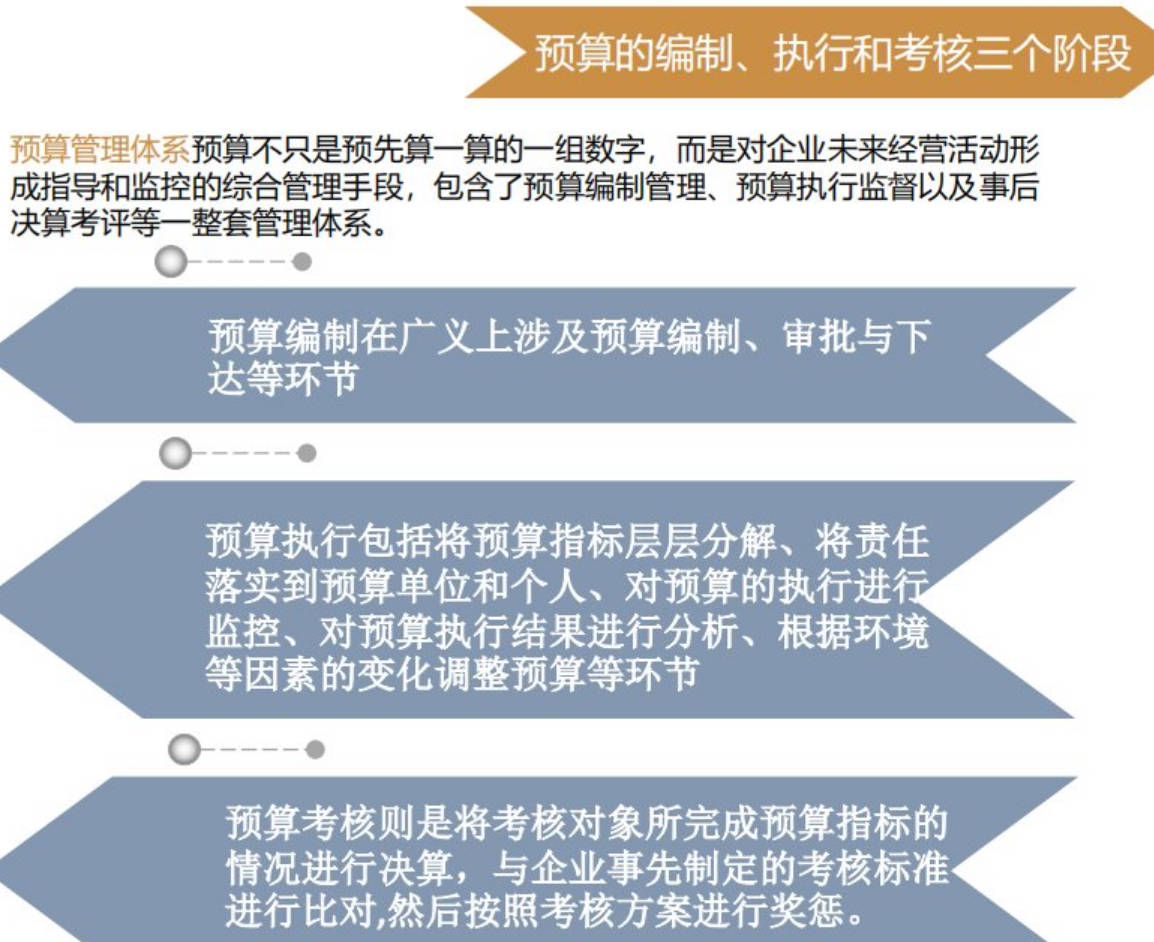 预算的编制、执行和考核三个阶段
预算管理体系预算不只是预先算一算的一组数字，而是对企业未来经营活动形
成指导和监控的综合管理手段，包含了预算编制管理、预算执行监督以及事后
决算考评等一整套管理体系。
预算编制在广义上涉及预算编制、审批与下
达等环节
预算执行包括将预算指标层层分解、将责任
落实到预算单位和个人、对预算的执行进行
监控、对预算执行结果进行分析、根据环境
等因素的变化调整预算等环节
预算考核则是将考核对象所完成预算指标的
情况进行决算，与企业事先制定的考核标准
进行比对,然后按照考核方案进行奖惩。